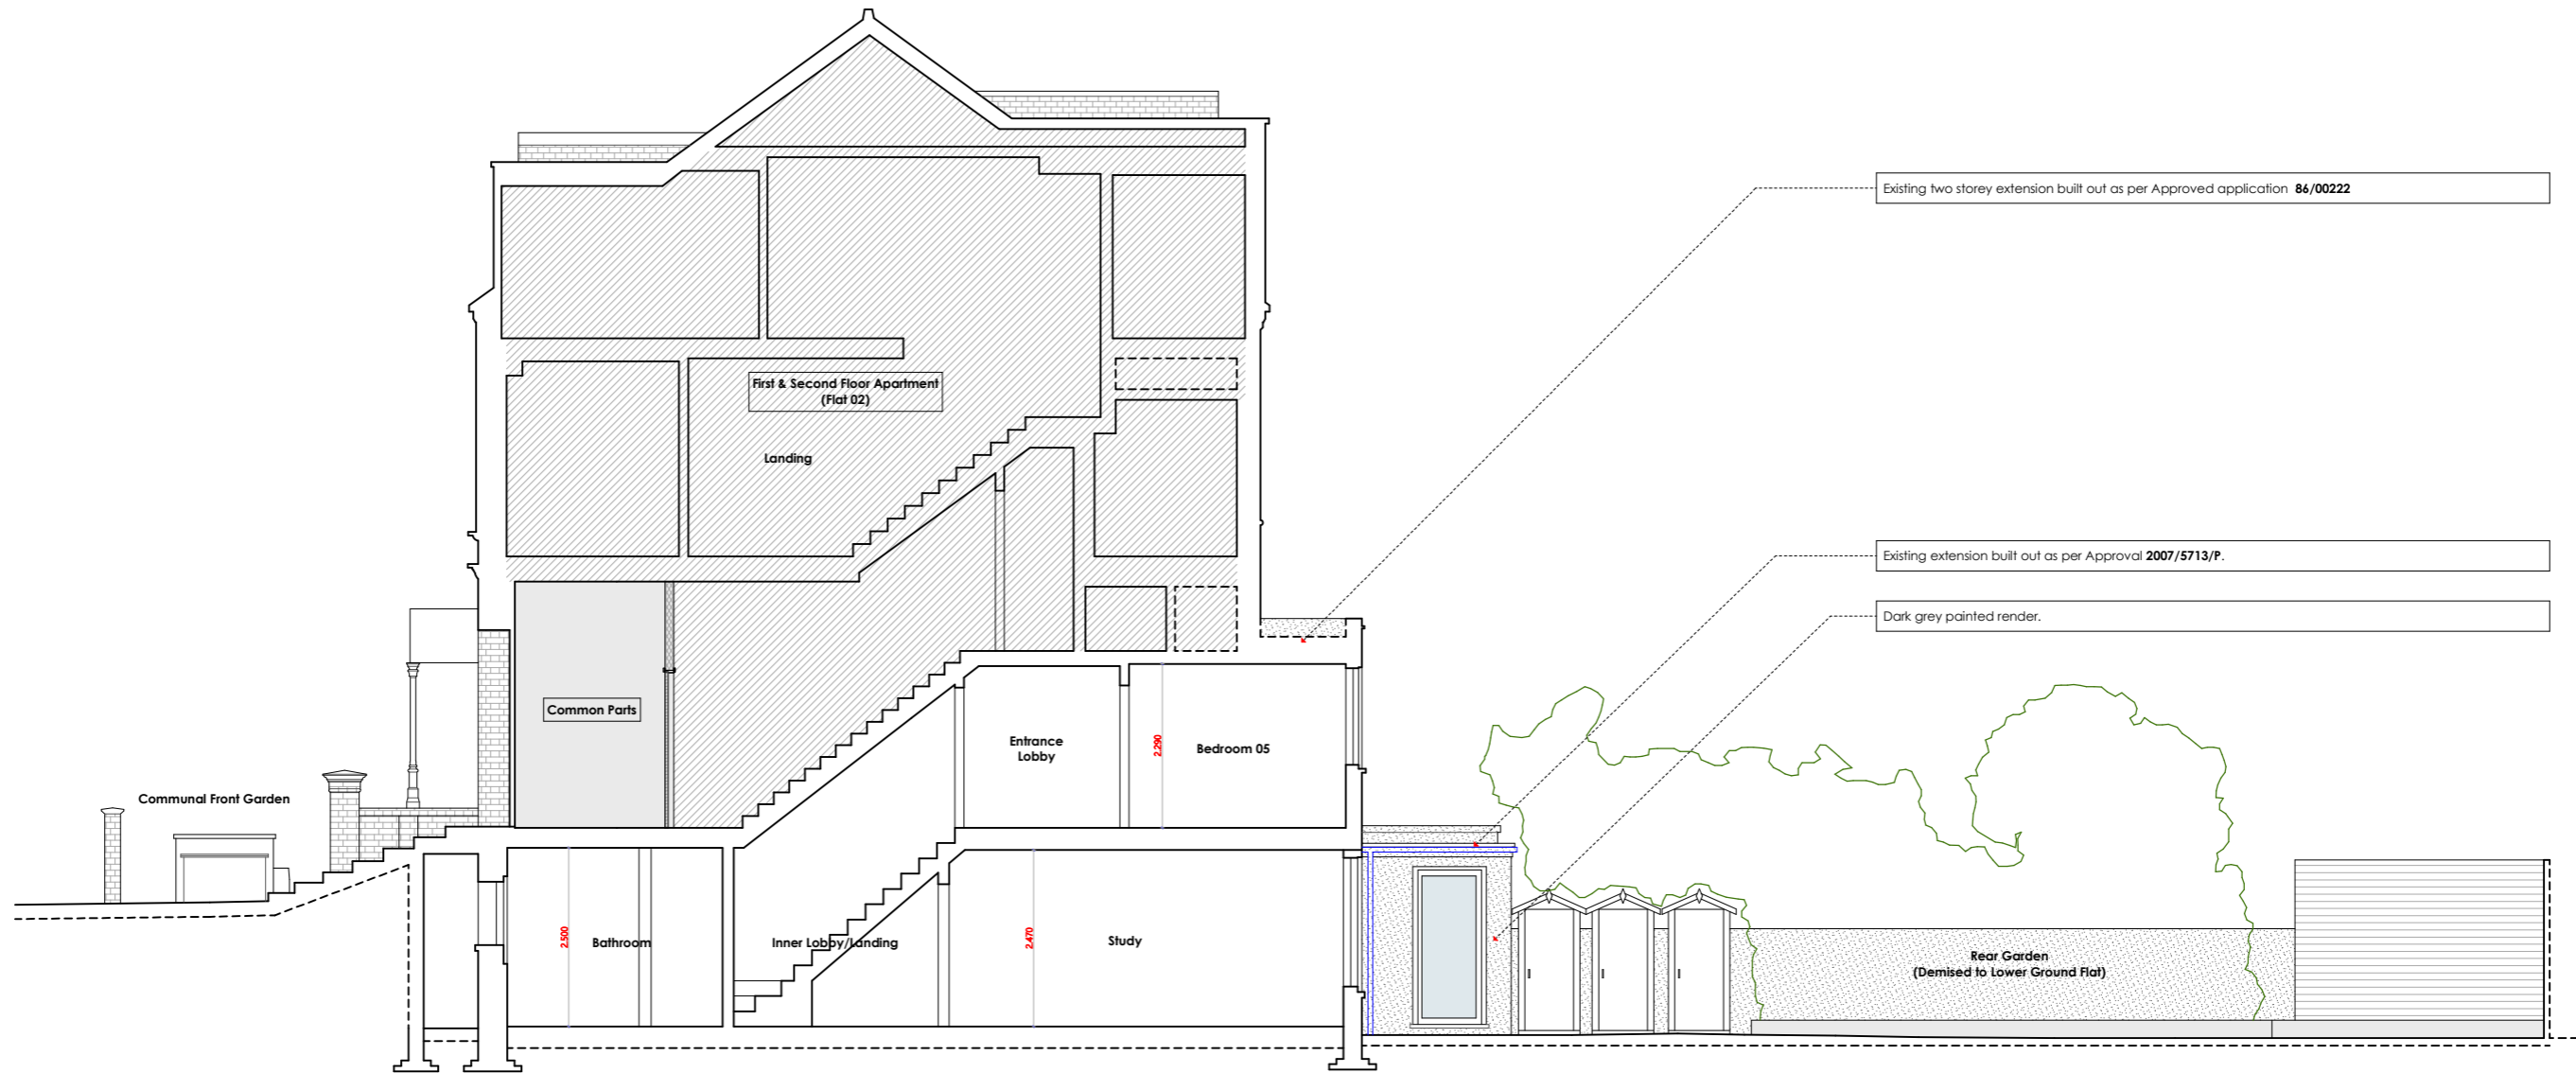 Existing two storey extension built out as per Approved application 86/00222
First & Second Floor Apartment
(Flat 02)
Landing
Existing extension built out as per Approval 2007/5713/P.
Dark grey painted render.
Common Parts
Entrance
Lobby
2.290
Bedroom 05
Communal Front Garden
2.500
Bathroom
Inner Lobby/Landing
2.470
Study
Rear Garden
(Demised to Lower Ground Flat)